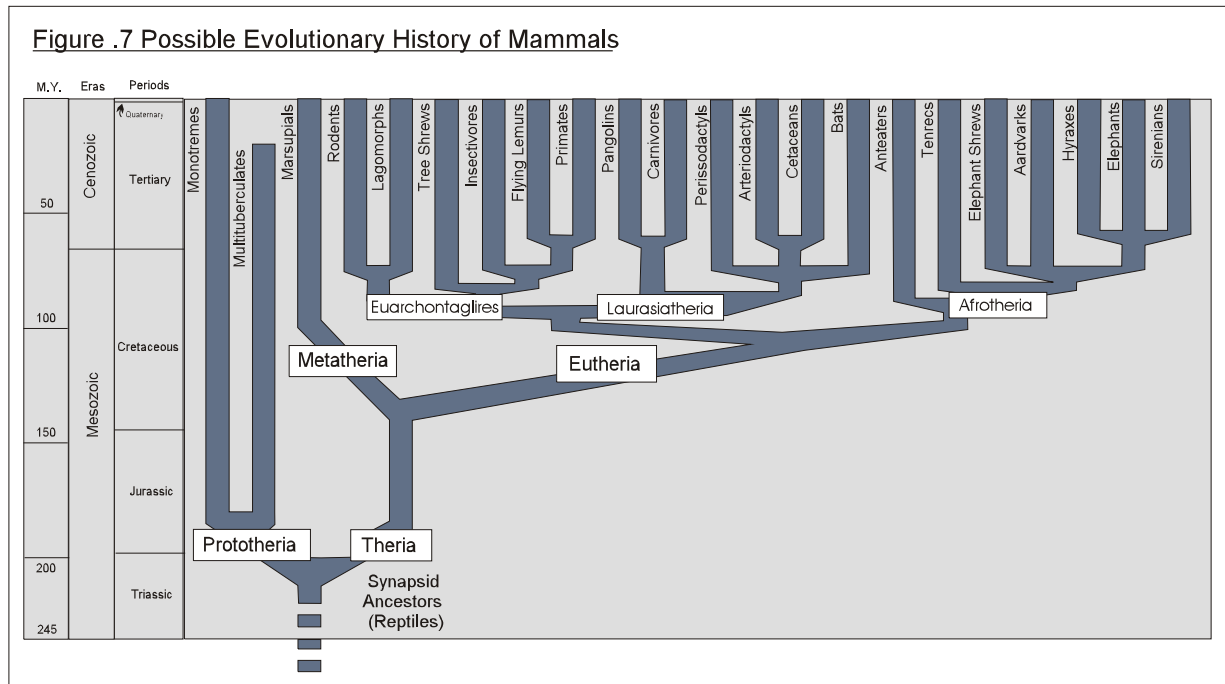 Figure .7 Possible Evolutionary History of Mammals
M.Y.
Eras
Periods
Quaternary
Cenozoic
Tertiary
50
Mesozoic
Cretaceous
100
150
Jurassic
200
Triassic
245
Monotremes
Multituberculates
Marsupials
Rodents
Lagomorphs
Tree Shrews
Insectivores
Flying Lemurs
Primates
Pangolins
Carnivores
Perissodactyls
Arteriodactyls
Cetaceans
Bats
Anteaters
Tenrecs
Elephant Shrews
Aardvarks
Hyraxes
Elephants
Sirenians
Euarchontaglires
Laurasiatheria
Afrotheria
Metatheria
Eutheria
Prototheria
Theria
Synapsid
Ancestors
(Reptiles)